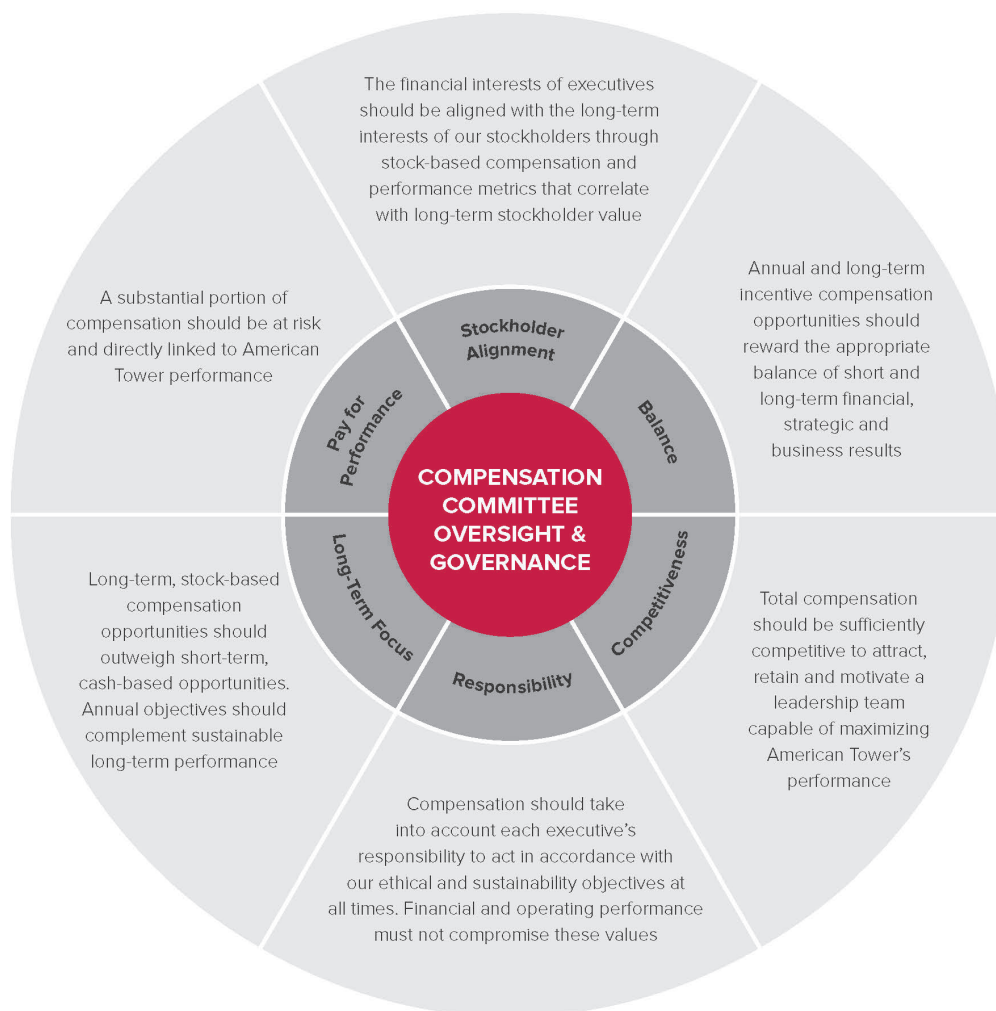 The financial interests of executives
should be aligned with the long-term
interests of our stockholders through
stock-based compensation and
performance metrics that correlate
with long-term stockholder value
Stockholder
Alignment
Annual and long-term
incentive compensation
opportunities should
reward the appropriate
balance of short and
long-term financial,
strategic and
business results
Balance
Total compensation
should be sufficiently
competitive to attract,
retain and motivate a
leadership team
capable of maximizing
American Tower’s
performance
Competitiveness
Compensation should take
into account each executive’s
responsibility to act in accordance with
our ethical and sustainability objectives at
all times. Financial and operating performance
must not compromise these values
Responsibility
Long-term, stock-based
compensation
opportunities should
outweigh short-term,
cash-based opportunities.
Annual objectives should
complement sustainable
long-term performance
Long-Term Focus
A substantial portion of
compensation should be at risk
and directly linked to American
Tower performance
Pay for
Performance
COMPENSATION
COMMITTEE
OVERSIGHT &
GOVERNANCE